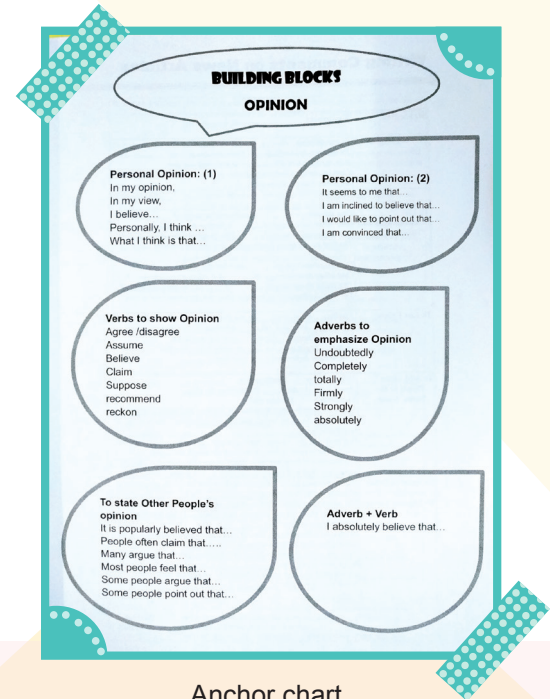 BUILDING BLOCKS
OPINION
Personal Opinion: (1)
In my opinion,
In my view,
I believe…
Personally, I think …
What I think is that…
Personal Opinion: (2)
It seems to me that…
I am inclined to believe that…
I would like to point out that…
I am convinced that…
Verbs to show Opinion
Agree /disagree
Assume
Believe
Claim
Suppose
recommend
reckon
Adverbs to
emphasize Opinion
Undoubtedly
Completely
totally
Firmly
Strongly
absolutely
To state Other People's
opinion
It is popularly believed that…
People often claim that…..
Many argue that…
Most people feel that…
Some people argue that…
Some people point out that…
Adverb + Verb
I absolutely believe that…
Anchor chart